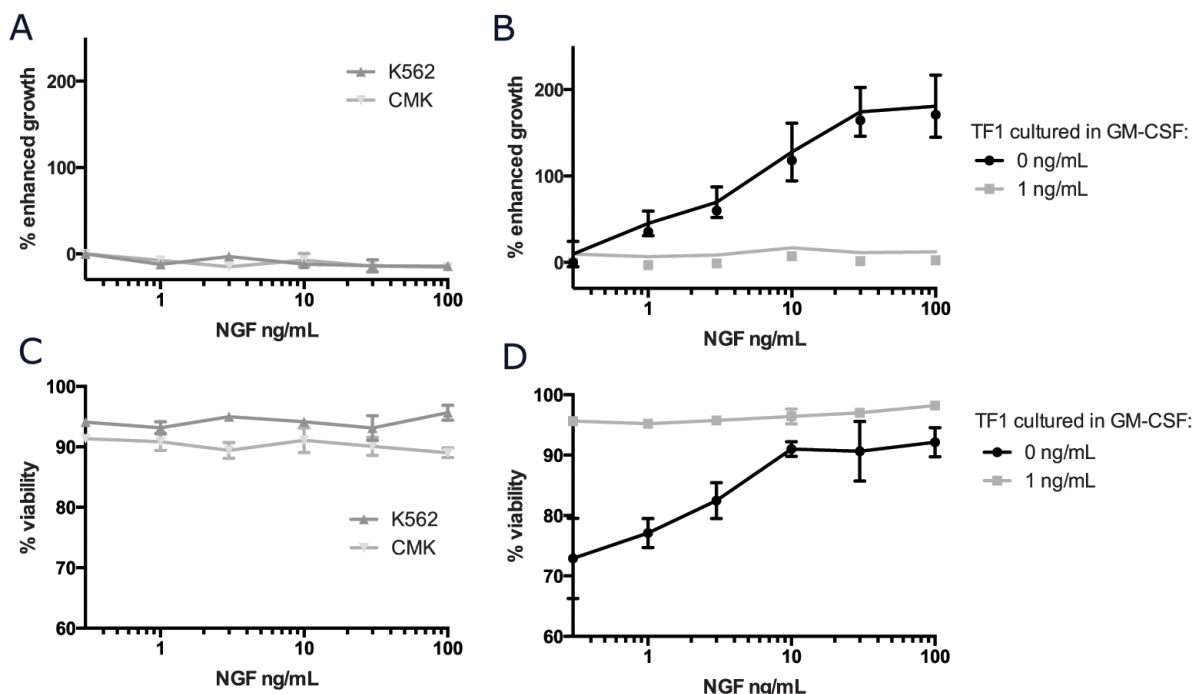 A
% enhanced growth
200
100
0
K562
CMK
1
10
100
NGF ng/mL
B
% enhanced growth
200
100
0
1
10
100
NGF ng/mL
TF1 cultured in GM-CSF:
0 ng/mL
1 ng/mL
C
% viability
100
90
80
70
60
K562
CMK
1
10
100
NGF ng/mL
D
% viability
100
90
80
70
60
1
10
100
NGF ng/mL
TF1 cultured in GM-CSF:
0 ng/mL
1 ng/mL